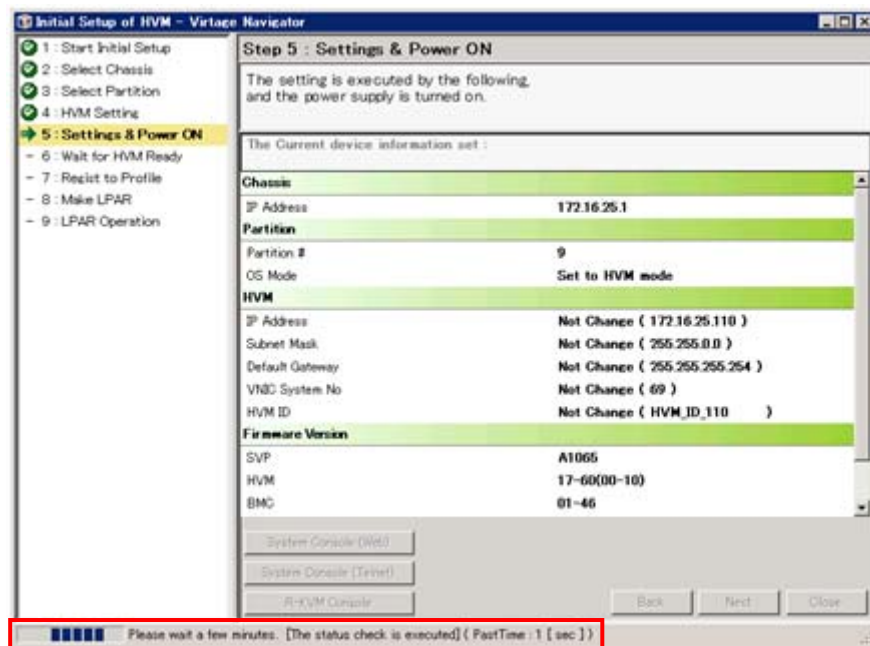 Initial Setup of HVM - Virtage Navigator
1 : Start Initial Setup
2 : Select Chassis
3 : Select Partition
4 : HVM Setting
5 : Settings & Power ON
- 6 : Wait for HVM Ready
- 7 : Regist to Profile
- 8 : Make LPAR
- 9 : LPAR Operation
Step 5 : Settings & Power ON
The setting is executed by the following,
and the power supply is turned on.
The Current device information set :
Chassis
IP Address 172.16.25.1
Partition
Partition # 9
OS Mode Set to HVM mode
HVM
IP Address Not Change ( 172.16.25.110 )
Subnet Mask Not Change ( 255.255.0.0 )
Default Gateway Not Change ( 255.255.255.254 )
VNIC System No Not Change ( 69 )
HVM ID Not Change ( HVM_ID_110 )
Firmware Version
SVP A1065
HVM 17-60(00-10)
BMC 01-46
System Console (Web)
System Console (Telnet)
R-KVM Console
Back Next Close
Please wait a few minutes. [The status check is executed] ( PastTime : 1 [ sec ] )